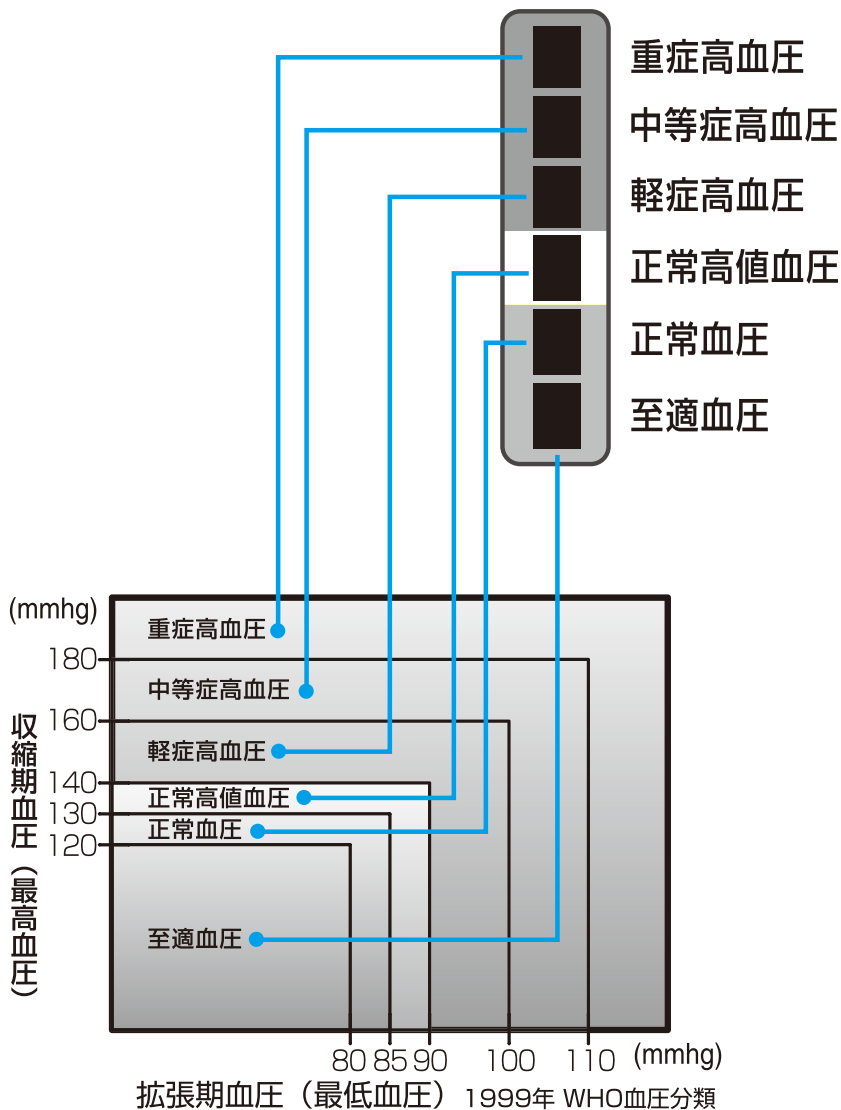 重症高血圧
中等症高血圧
軽症高血圧
正常高値血圧
正常血圧
至適血圧
(mmhg)
重症高血圧
180
中等症高血圧
160
軽症高血圧
140
正常高値血圧
130
正常血圧
120
収縮期血圧（最高血圧）
至適血圧
80 85 90 100 110 (mmhg)
拡張期血圧（最低血圧） 1999年 WHO血圧分類